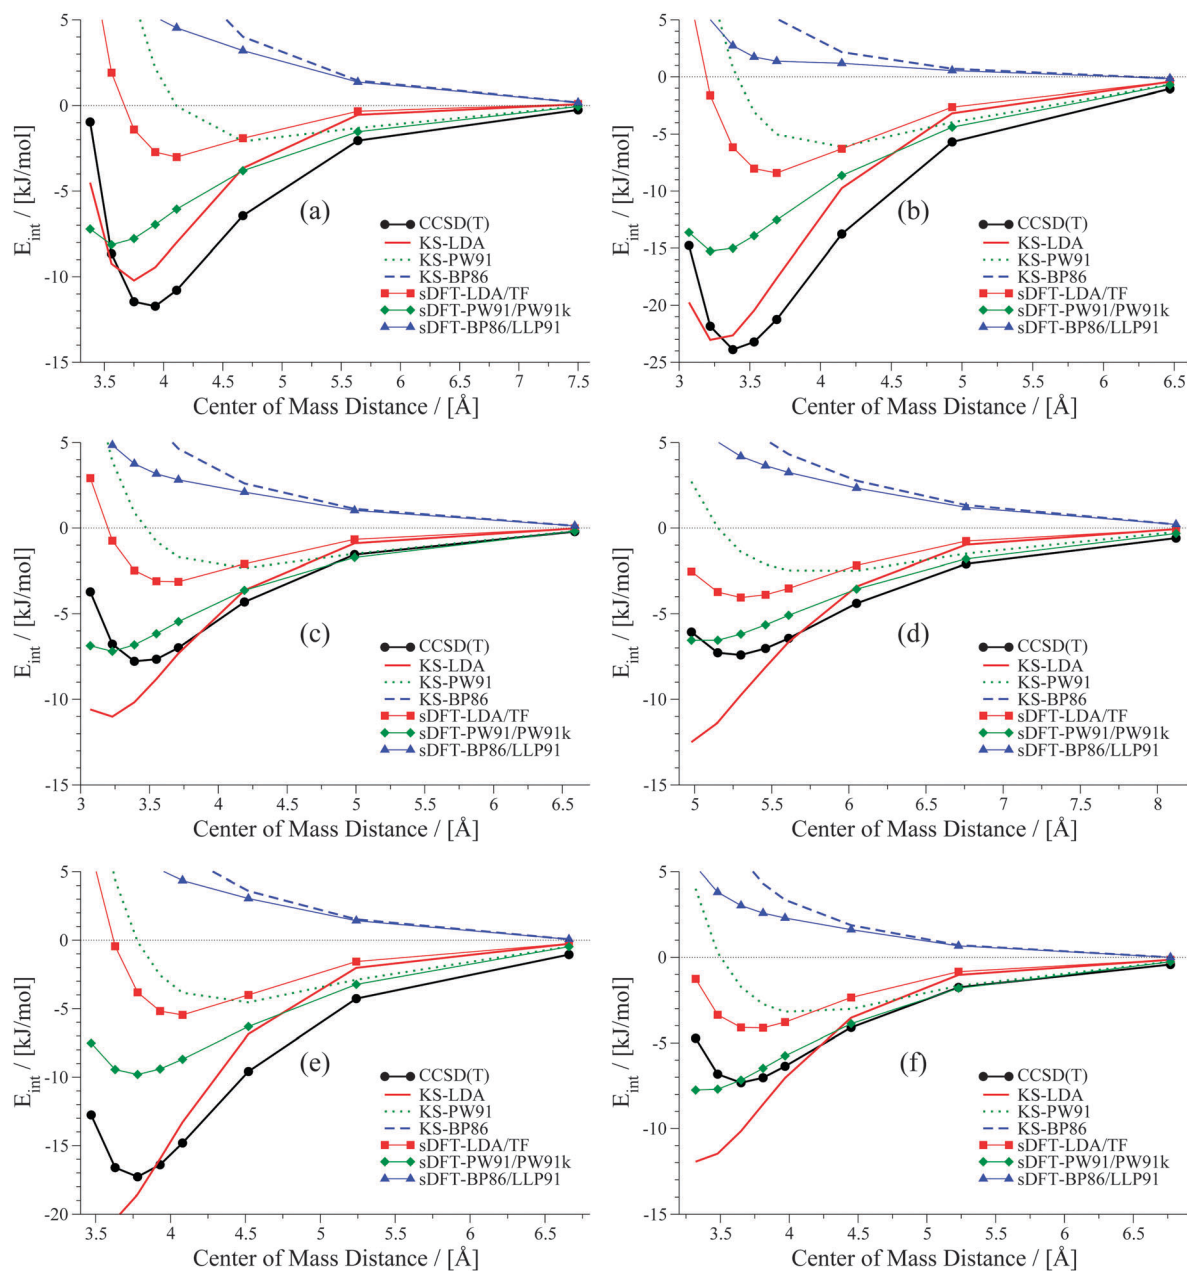 5
0
-5
-10
-15
E_int / [kJ/mol]
3.5 4 4.5 5 5.5 6 6.5 7 7.5
Center of Mass Distance / [Å]
(a)
CCSD(T)
KS-LDA
KS-PW91
KS-BP86
sDFT-LDA/TF
sDFT-PW91/PW91k
sDFT-BP86/LLP91
5
0
-5
-10
-15
-20
-25
E_int / [kJ/mol]
3 3.5 4 4.5 5 5.5 6 6.5
Center of Mass Distance / [Å]
(b)
CCSD(T)
KS-LDA
KS-PW91
KS-BP86
sDFT-LDA/TF
sDFT-PW91/PW91k
sDFT-BP86/LLP91
5
0
-5
-10
-15
E_int / [kJ/mol]
3 3.5 4 4.5 5 5.5 6 6.5
Center of Mass Distance / [Å]
(c)
CCSD(T)
KS-LDA
KS-PW91
KS-BP86
sDFT-LDA/TF
sDFT-PW91/PW91k
sDFT-BP86/LLP91
5
0
-5
-10
-15
E_int / [kJ/mol]
5 5.5 6 6.5 7 7.5 8
Center of Mass Distance / [Å]
(d)
CCSD(T)
KS-LDA
KS-PW91
KS-BP86
sDFT-LDA/TF
sDFT-PW91/PW91k
sDFT-BP86/LLP91
5
0
-5
-10
-15
-20
E_int / [kJ/mol]
3.5 4 4.5 5 5.5 6 6.5
Center of Mass Distance / [Å]
(e)
CCSD(T)
KS-LDA
KS-PW91
KS-BP86
sDFT-LDA/TF
sDFT-PW91/PW91k
sDFT-BP86/LLP91
5
0
-5
-10
-15
E_int / [kJ/mol]
3.5 4 4.5 5 5.5 6 6.5
Center of Mass Distance / [Å]
(f)
CCSD(T)
KS-LDA
KS-PW91
KS-BP86
sDFT-LDA/TF
sDFT-PW91/PW91k
sDFT-BP86/LLP91